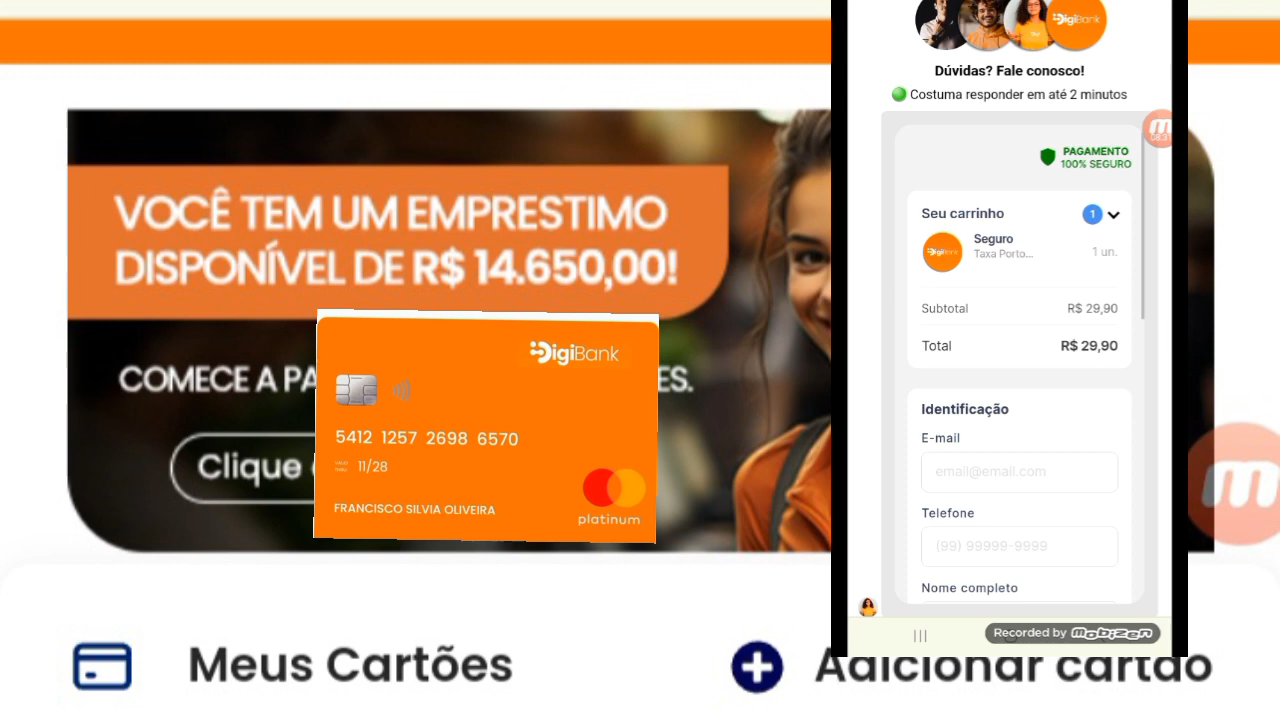 VOCÊ TEM UM EMPRESTIMO
DISPONÍVEL DE R$ 14.650,00!
COMECE A PA
ES.
Clique
DigiBank
5412 1257 2698 6570
11/28
FRANCISCO SILVIA OLIVEIRA
platinum
Meus Cartões
Adicionar cartão
DigiBank
Dúvidas? Fale conosco!
Costuma responder em até 2 minutos
PAGAMENTO
100% SEGURO
Seu carrinho
1
DigiBank
Seguro
Taxa Porto...
1 un.
Subtotal
R$ 29,90
Total
R$ 29,90
Identificação
E-mail
email@email.com
Telefone
(99) 99999-9999
Nome completo
Recorded by mobizen
m
m